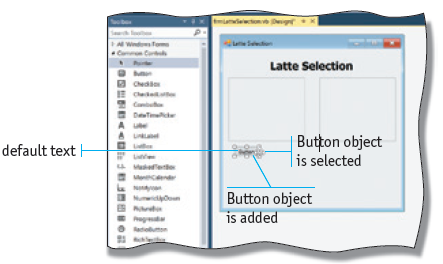 Toolbox
Search Toolbox
All Windows Forms
Common Controls
Pointer
Button
CheckBox
CheckedListBox
ComboBox
DateTimePicker
Label
LinkLabel
ListBox
ListView
MaskedTextBox
MonthCalendar
NotifyIcon
NumericUpDown
PictureBox
ProgressBar
RadioButton
RichTextBox
frmLatteSelection.vb [Design]*
Latte Selection
Latte Selection
default text
Button object
is selected
Button object
is added